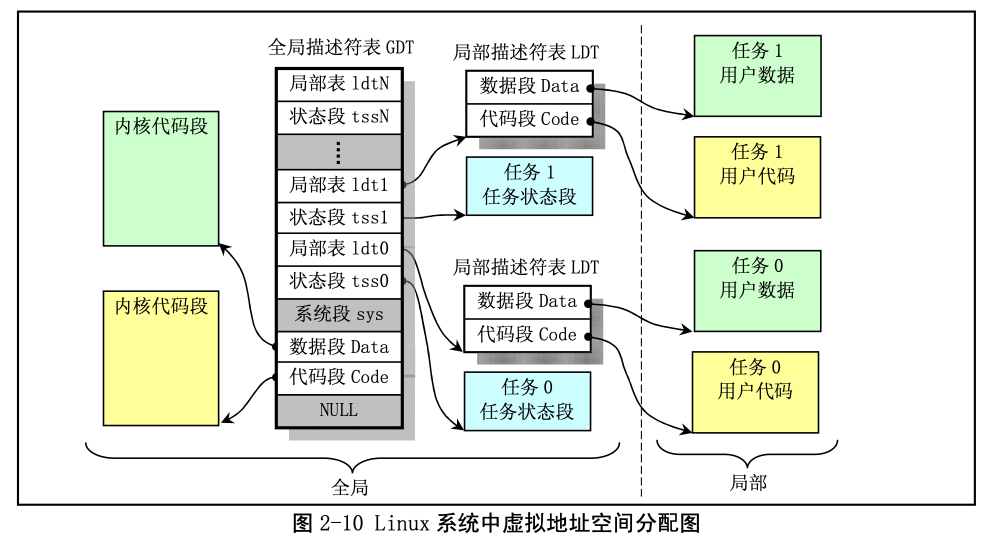 全局描述符表 GDT
局部表 ldtN
状态段 tssN
局部表 ldt1
状态段 tss1
局部表 ldt0
状态段 tss0
系统段 sys
数据段 Data
代码段 Code
NULL
内核代码段
内核代码段
局部描述符表 LDT
数据段 Data
代码段 Code
任务 1
任务状态段
局部描述符表 LDT
数据段 Data
代码段 Code
任务 0
任务状态段
任务 1
用户数据
任务 1
用户代码
任务 0
用户数据
任务 0
用户代码
全局
局部
图 2-10 Linux 系统中虚拟地址空间分配图